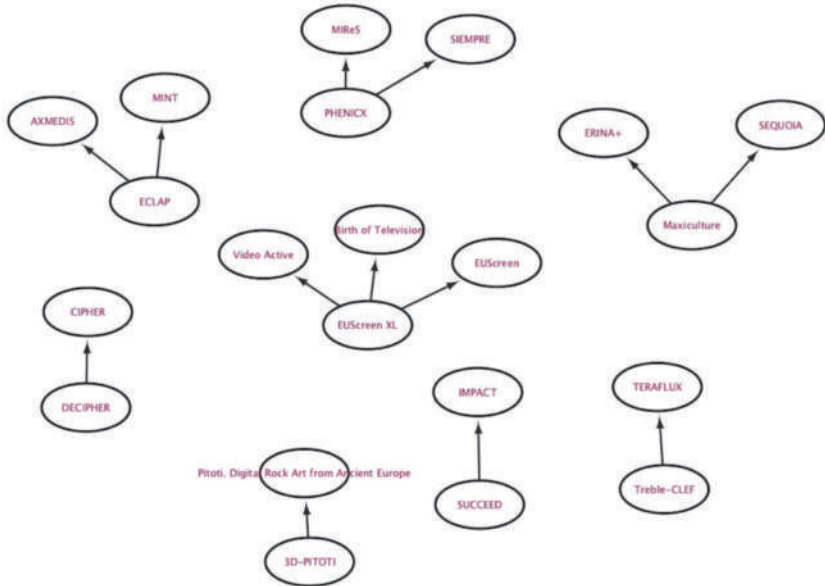 MIReS
SIEMPRE
MINT
PHENICX
AXMEDIS
SEQUOIA
ERINA+
ECLAP
Maxiculture
Birth of Television
Video Active
EUScreen
CIPHER
EUScreen XL
TERAFLUX
IMPACT
DECIPHER
Pitoti. Digital Rock Art from Ancient Europe
Treble-CLEF
SUCCEED
3D-PITOTI